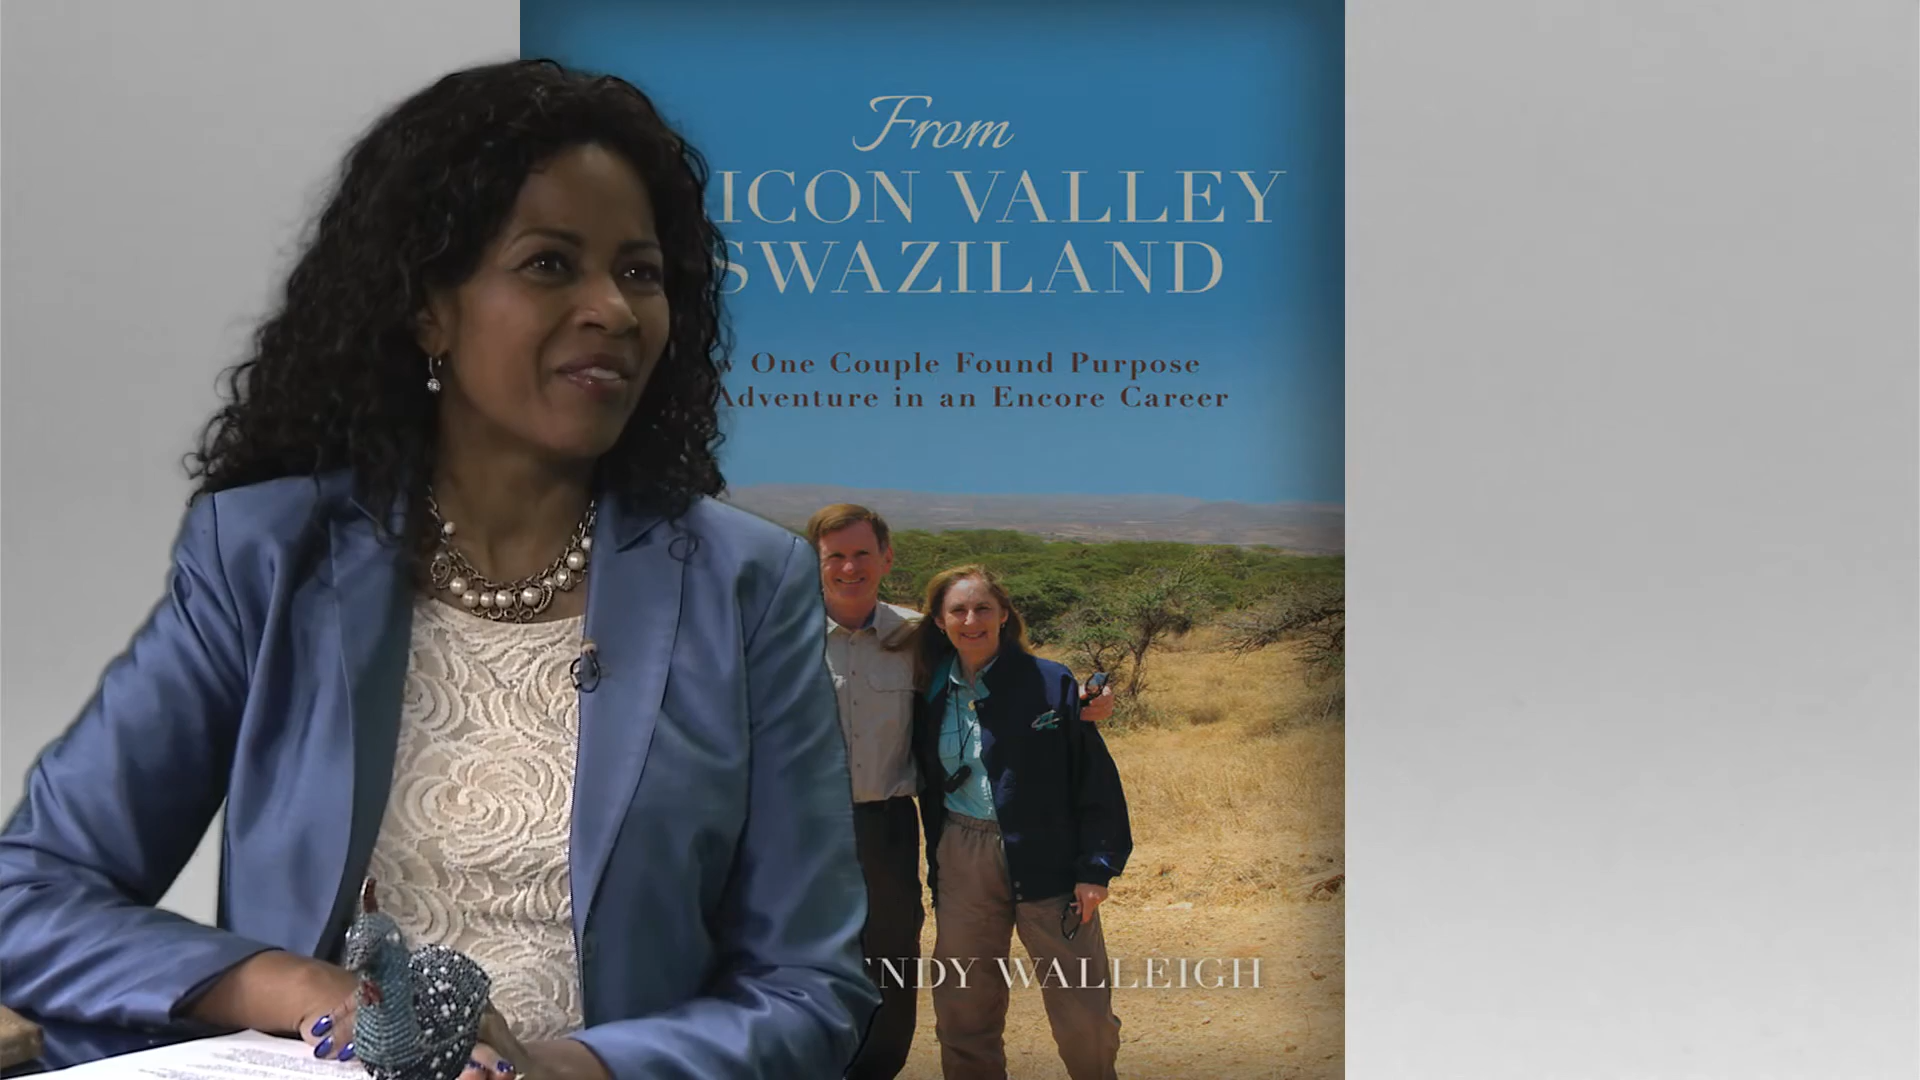 From
ICON VALLEY
SWAZILAND
One Couple Found Purpose
Adventure in an Encore Career
NDY WALLEIGH